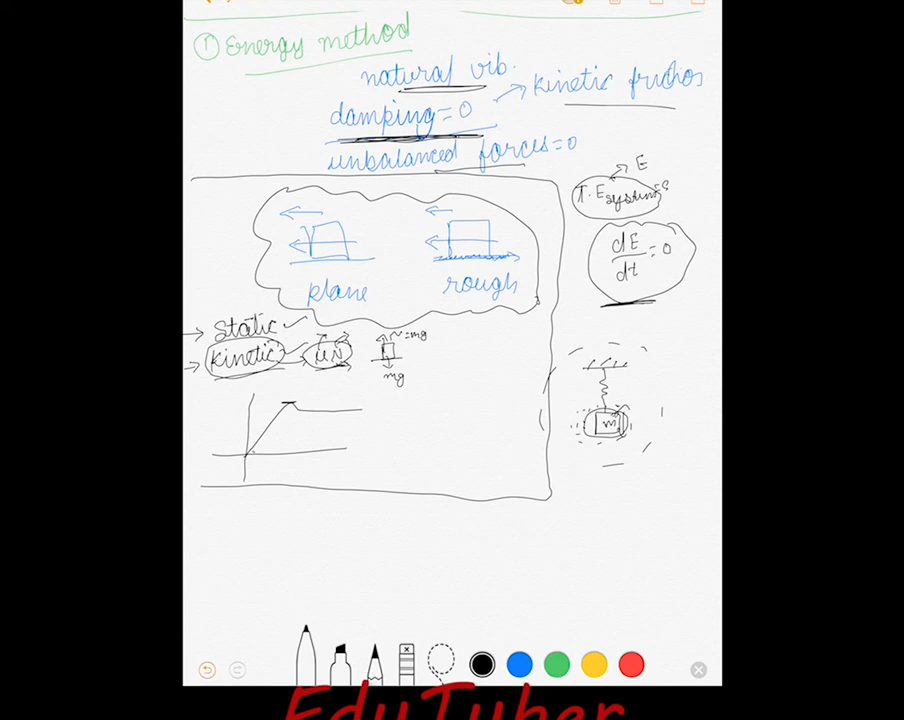 ① Energy method
natural vib.
damping = 0
kinetic friction
unbalanced forces = 0
E
T. E system
dE/dt = 0
plane
rough
static
kinetic
μN
N = mg
mg
m
EduTuber